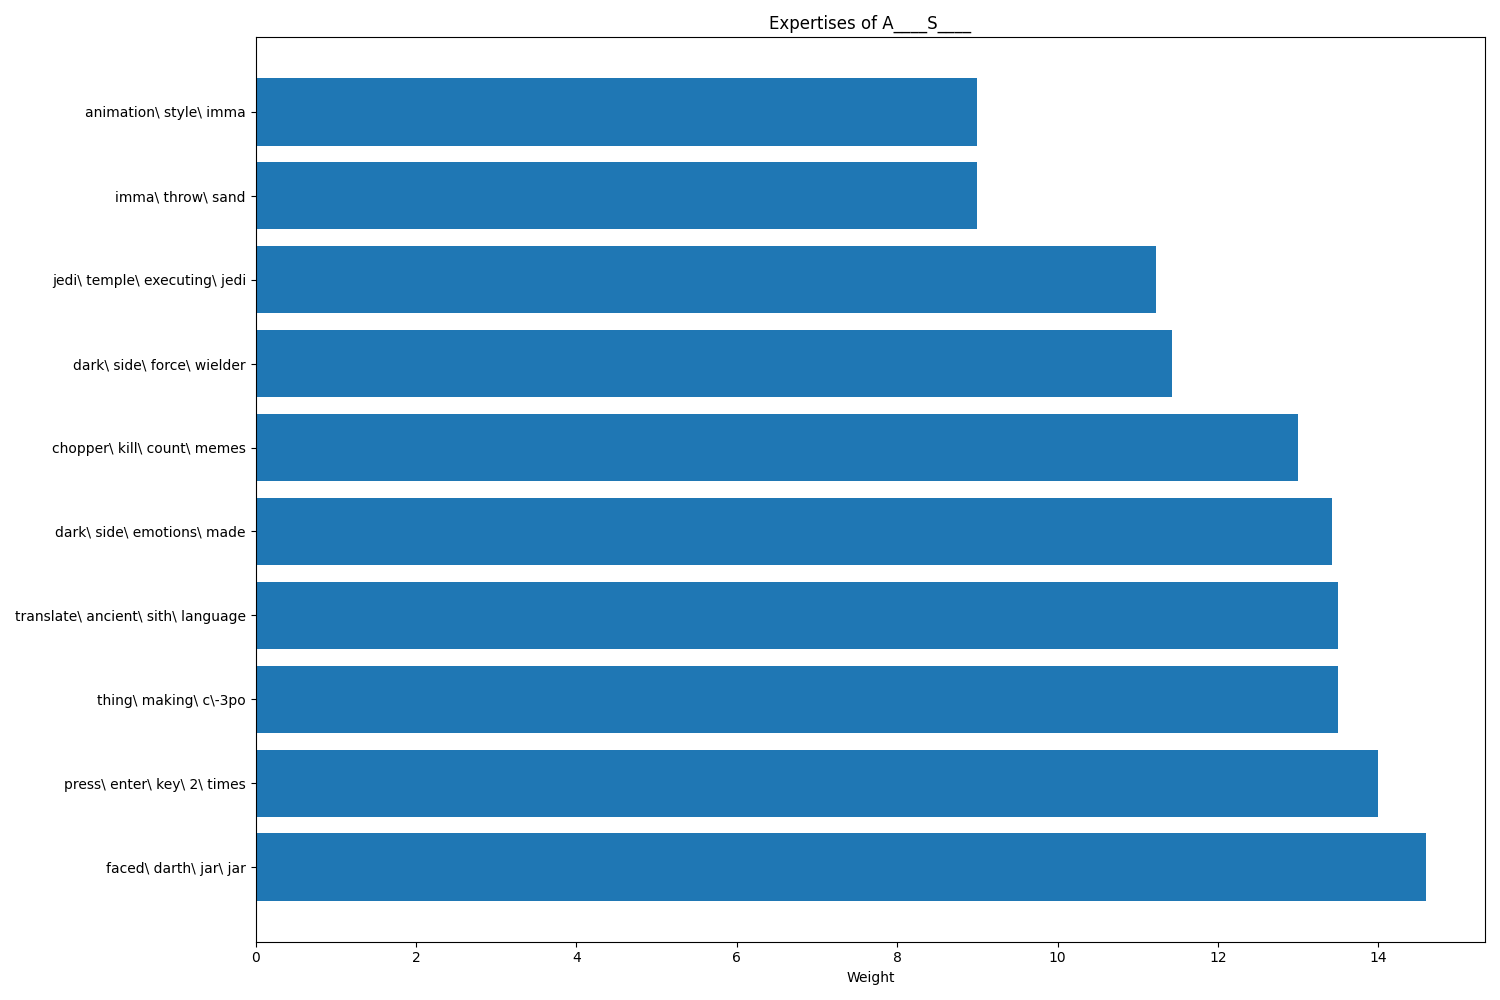 Expertises of A____S____
animation\ style\ imma
imma\ throw\ sand
jedi\ temple\ executing\ jedi
dark\ side\ force\ wielder
chopper\ kill\ count\ memes
dark\ side\ emotions\ made
translate\ ancient\ sith\ language
thing\ making\ c\-3po
press\ enter\ key\ 2\ times
faced\ darth\ jar\ jar
0 2 4 6 8 10 12 14
Weight